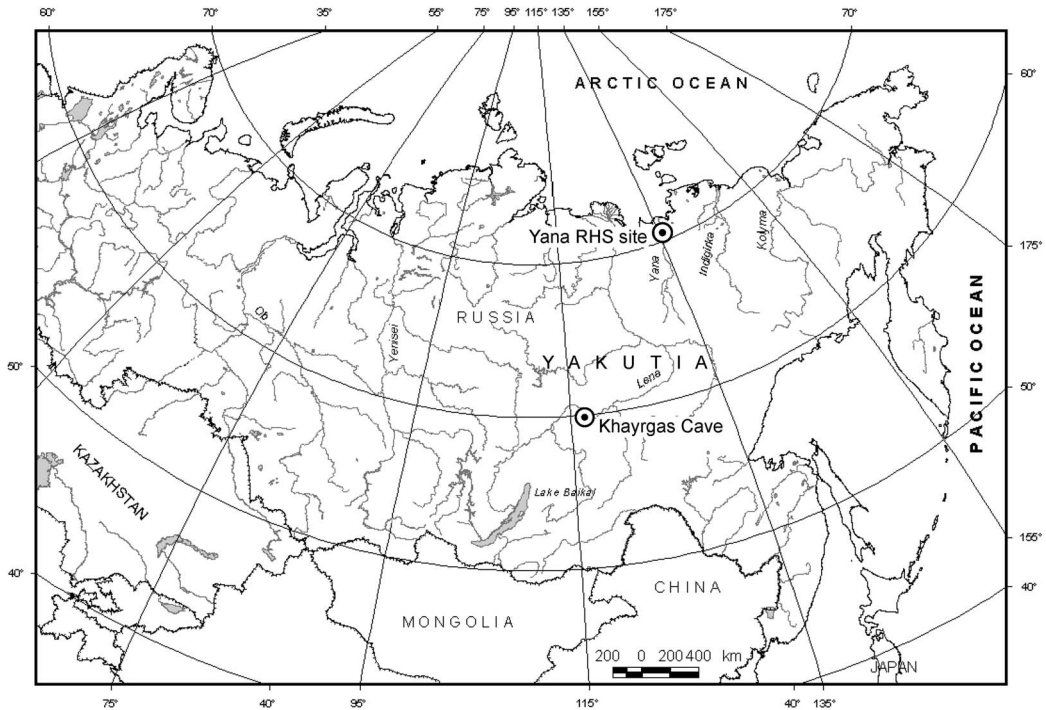 60° 70° 35° 55° 75° 95° 115° 135° 155° 175° 70°
ARCTIC OCEAN
60°
Yana RHS site
Yana
Indigirka
Kolyma
175°
PACIFIC OCEAN
RUSSIA
Ob
Yenisei
YAKUTIA
Lena
50°
50°
Khayrgas Cave
KAZAKHSTAN
Lake Baikal
155°
40°
40°
CHINA
MONGOLIA
200 0 200 400 km
JAPAN
75° 40° 95° 115° 40° 135°